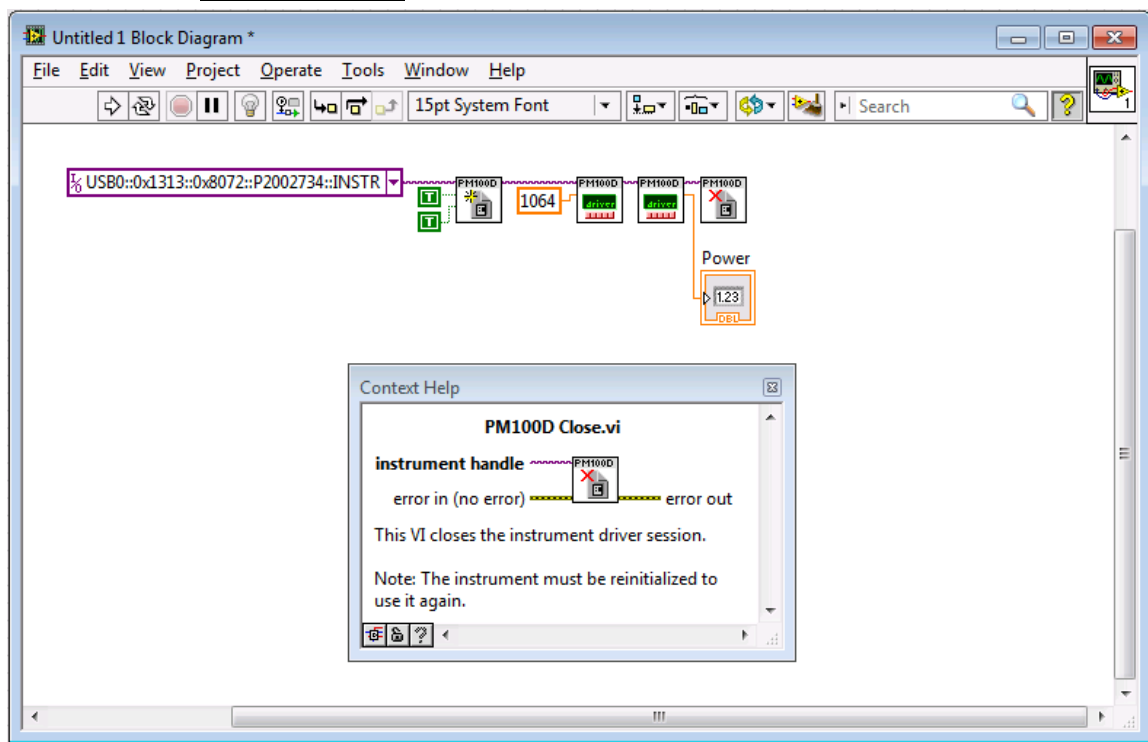 Untitled 1 Block Diagram *
File Edit View Project Operate Tools Window Help
15pt System Font
Search
?
1
I/O USB0::0x1313::0x8072::P2002734::INSTR
PM100D
PM100D
PM100D
PM100D
T
1064
driver
driver
T
Power
1.23
DBL
Context Help
PM100D Close.vi
instrument handle
PM100D
error in (no error)
error out
This VI closes the instrument driver session.
Note: The instrument must be reinitialized to
use it again.
?